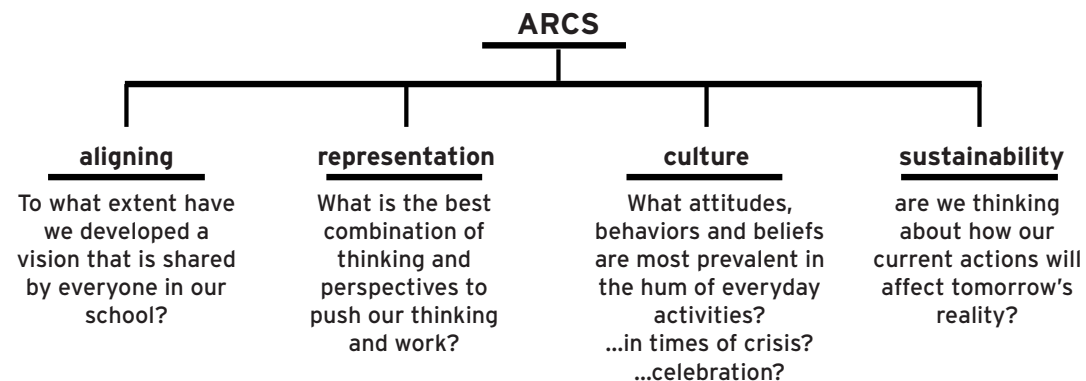 ARCS
aligning
To what extent have
we developed a
vision that is shared
by everyone in our
school?
representation
What is the best
combination of
thinking and
perspectives to
push our thinking
and work?
culture
What attitudes,
behaviors and beliefs
are most prevalent in
the hum of everyday
activities?
...in times of crisis?
...celebration?
sustainability
are we thinking
about how our
current actions will
affect tomorrow's
reality?